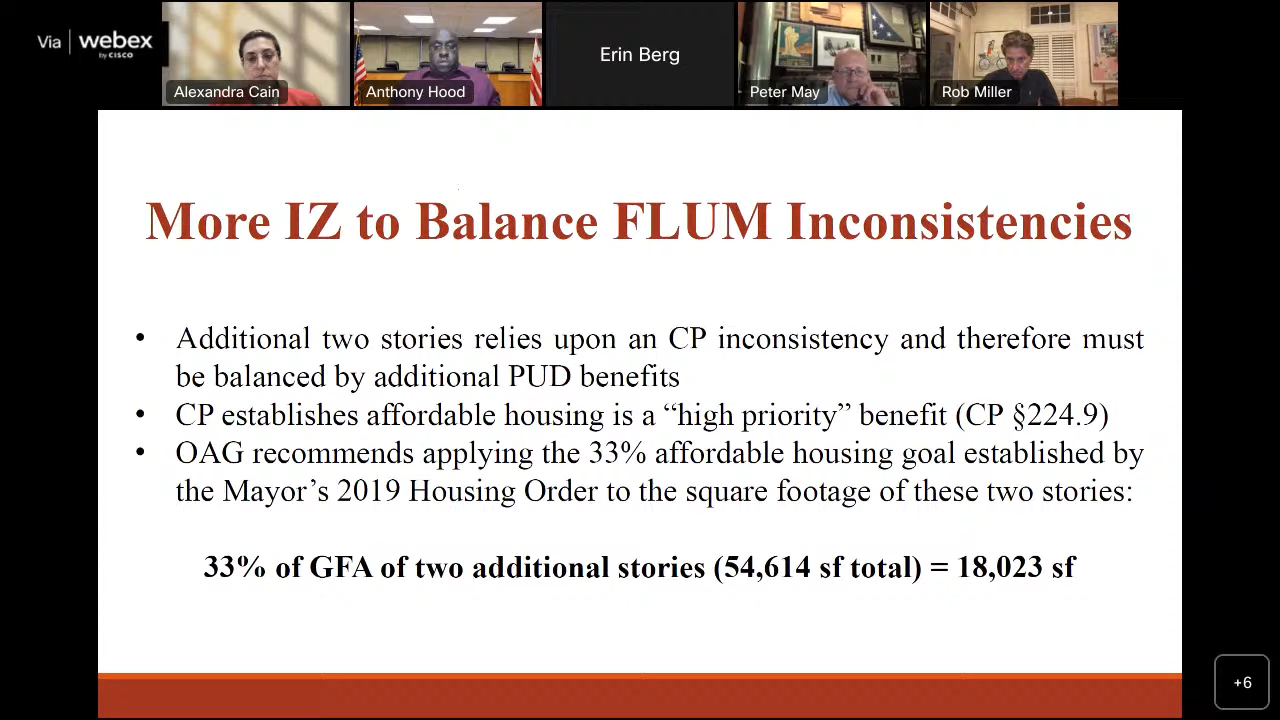 Via | webex
by CISCO
Alexandra Cain
Anthony Hood
Erin Berg
Peter May
Rob Miller
More IZ to Balance FLUM Inconsistencies
• Additional two stories relies upon an CP inconsistency and therefore must
be balanced by additional PUD benefits
• CP establishes affordable housing is a “high priority” benefit (CP §224.9)
• OAG recommends applying the 33% affordable housing goal established by
the Mayor’s 2019 Housing Order to the square footage of these two stories:
33% of GFA of two additional stories (54,614 sf total) = 18,023 sf
+6